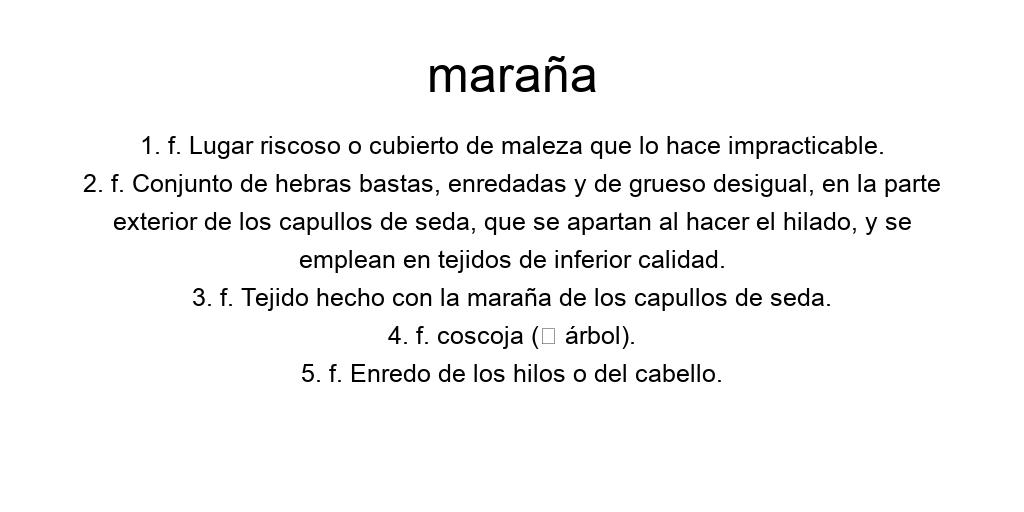 maraña
1. f. Lugar riscoso o cubierto de maleza que lo hace impracticable.
2. f. Conjunto de hebras bastas, enredadas y de grueso desigual, en la parte
exterior de los capullos de seda, que se apartan al hacer el hilado, y se
emplean en tejidos de inferior calidad.
3. f. Tejido hecho con la maraña de los capullos de seda.
4. f. coscoja (□ árbol).
5. f. Enredo de los hilos o del cabello.